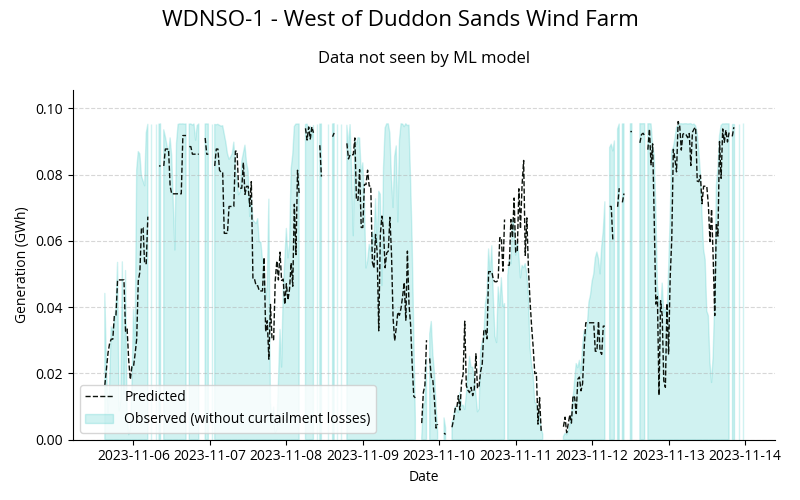 WDNSO-1 - West of Duddon Sands Wind Farm
Data not seen by ML model
0.10
0.08
0.06
0.04
0.02
0.00
Generation (GWh)
Predicted
Observed (without curtailment losses)
2023-11-06 2023-11-07 2023-11-08 2023-11-09 2023-11-10 2023-11-11 2023-11-12 2023-11-13 2023-11-14
Date